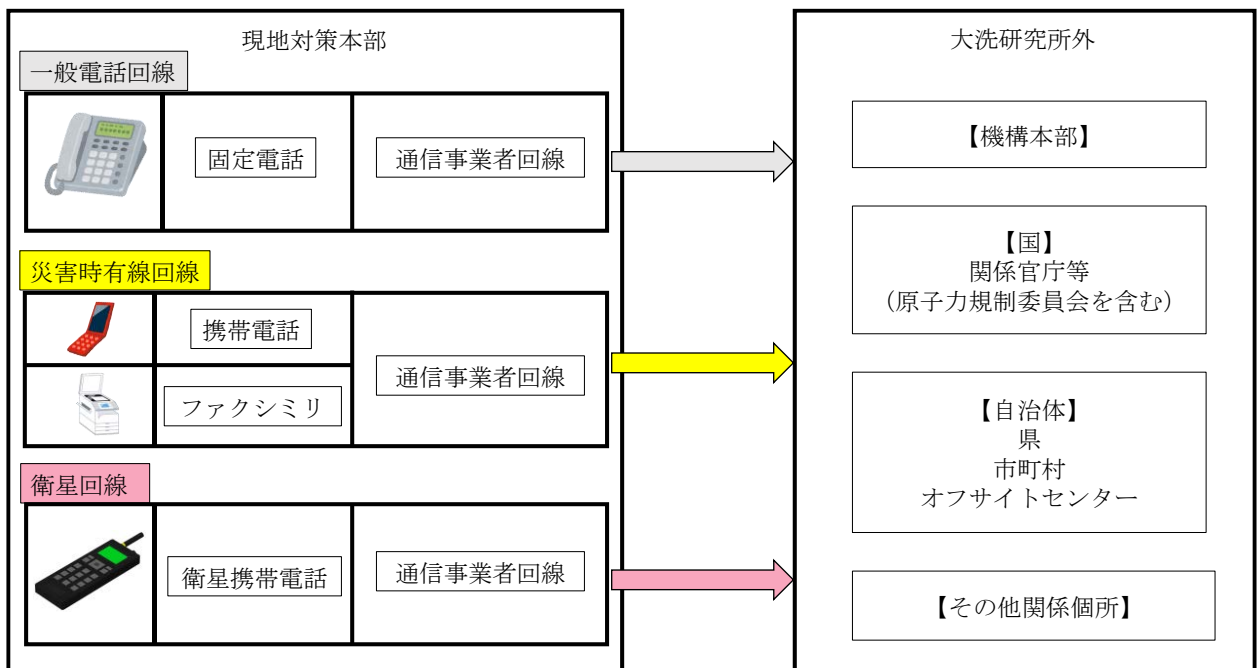 現地対策本部
一般電話回線
固定電話
通信事業者回線
災害時有線回線
携帯電話
ファクシミリ
通信事業者回線
衛星回線
衛星携帯電話
通信事業者回線
大洗研究所外
【機構本部】
【国】
関係官庁等
(原子力規制委員会を含む)
【自治体】
県
市町村
オフサイトセンター
【その他関係個所】